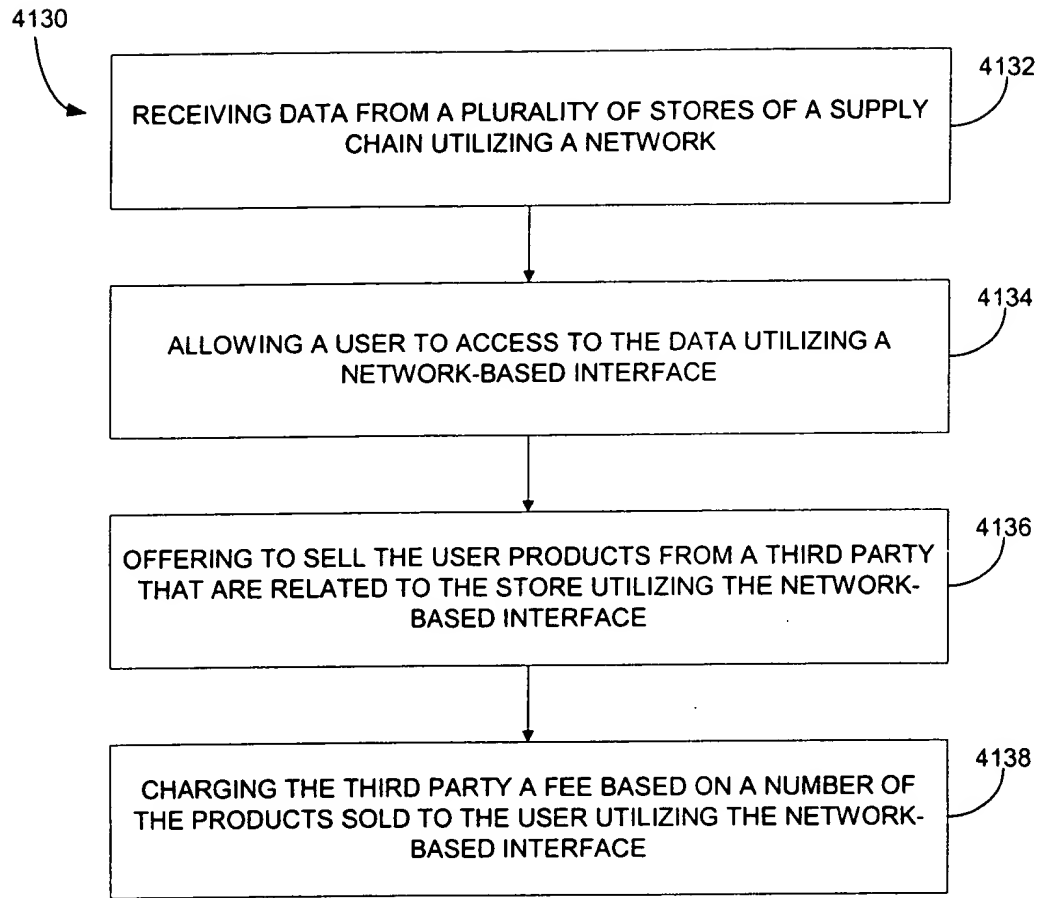 4130
4132
RECEIVING DATA FROM A PLURALITY OF STORES OF A SUPPLY
CHAIN UTILIZING A NETWORK
4134
ALLOWING A USER TO ACCESS TO THE DATA UTILIZING A
NETWORK-BASED INTERFACE
4136
OFFERING TO SELL THE USER PRODUCTS FROM A THIRD PARTY
THAT ARE RELATED TO THE STORE UTILIZING THE NETWORK-
BASED INTERFACE
4138
CHARGING THE THIRD PARTY A FEE BASED ON A NUMBER OF
THE PRODUCTS SOLD TO THE USER UTILIZING THE NETWORK-
BASED INTERFACE